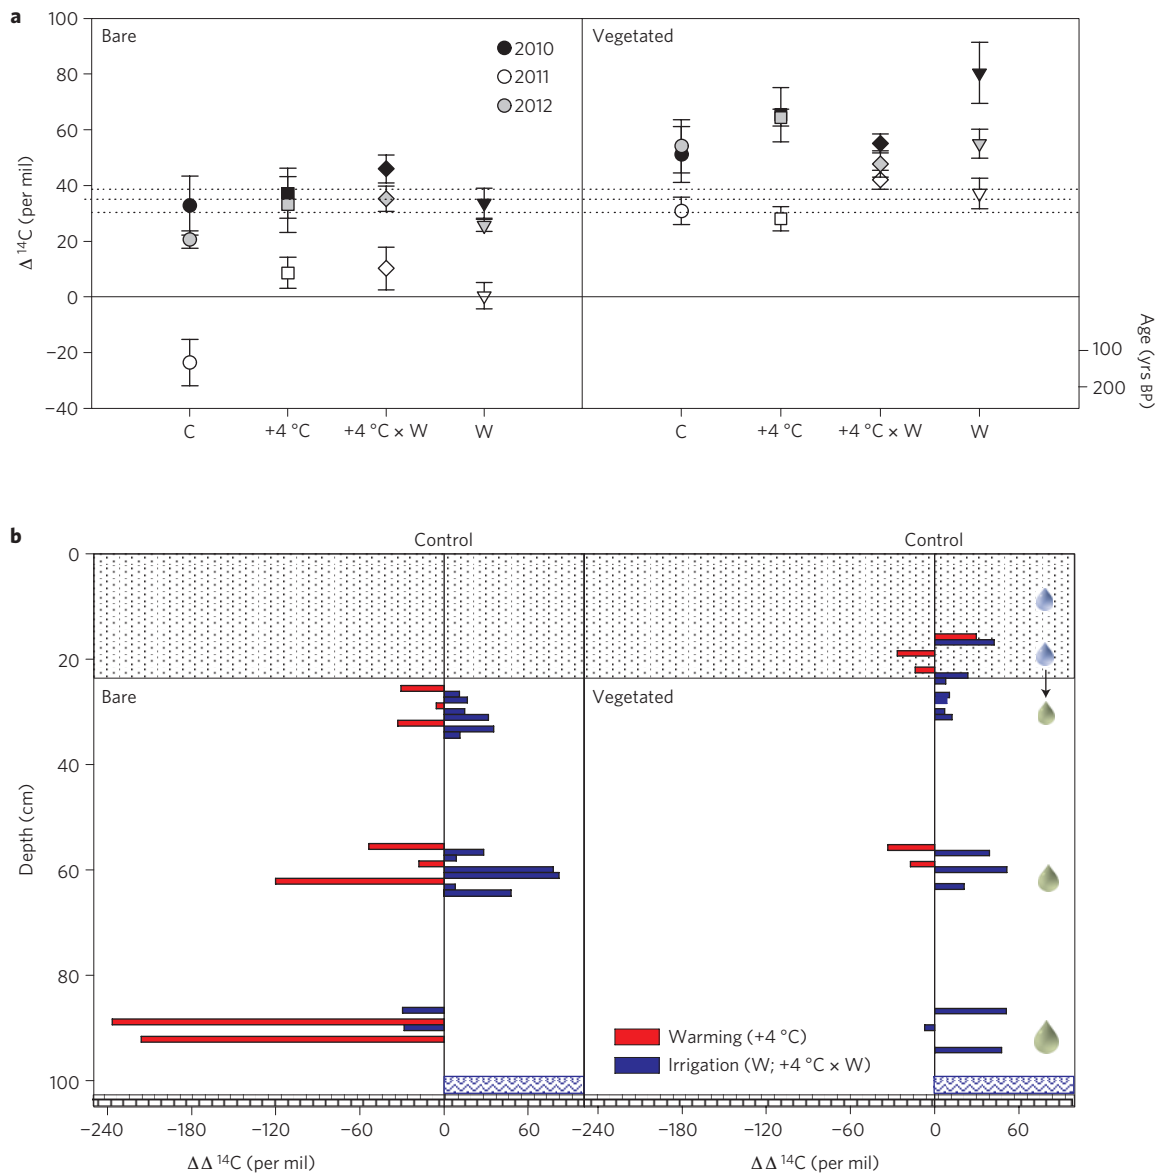 a
100
80
60
40
20
0
−20
−40
Δ ¹⁴C (per mil)
Bare
2010
2011
2012
Vegetated
100
200
Age (yrs BP)
C
+4 °C
+4 °C × W
W
C
+4 °C
+4 °C × W
W
b
Control
Control
0
20
40
60
80
100
Depth (cm)
Bare
Vegetated
Warming (+4 °C)
Irrigation (W; +4 °C × W)
−240
−180
−120
−60
0
60
−240
−180
−120
−60
0
60
Δ Δ ¹⁴C (per mil)
Δ Δ ¹⁴C (per mil)